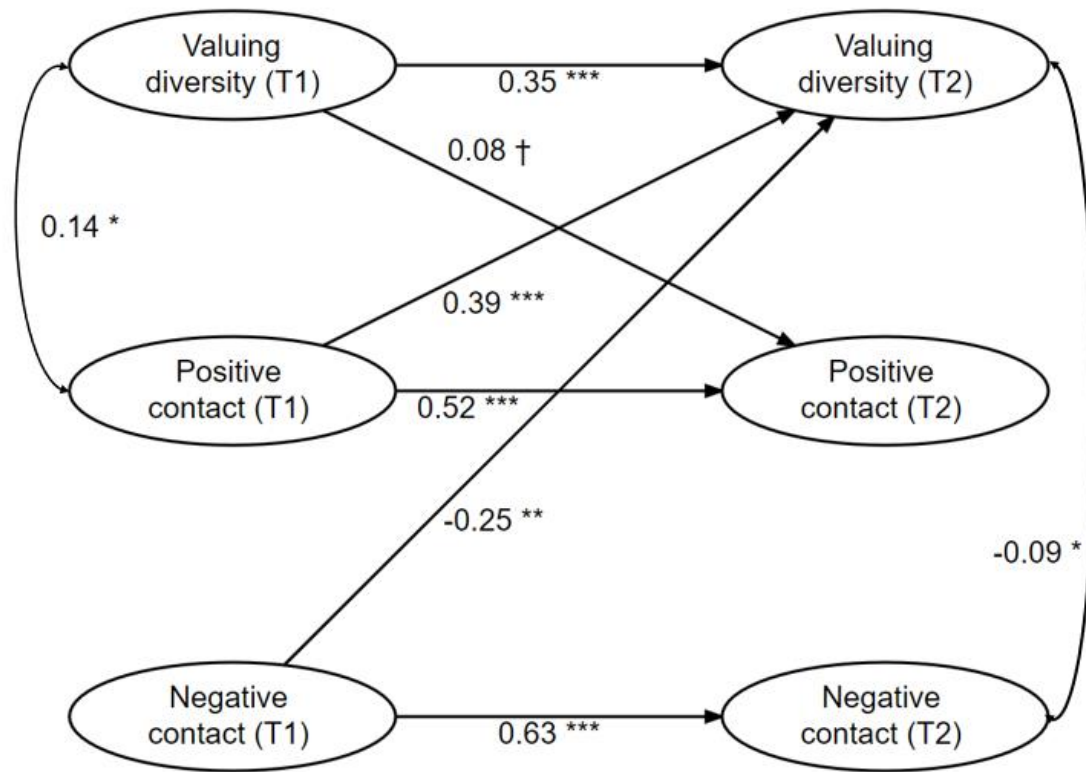 Valuing
diversity (T1)
Valuing
diversity (T2)
0.35 ***
0.08 †
0.14 *
0.39 ***
Positive
contact (T1)
Positive
contact (T2)
0.52 ***
-0.25 **
-0.09 *
Negative
contact (T1)
Negative
contact (T2)
0.63 ***